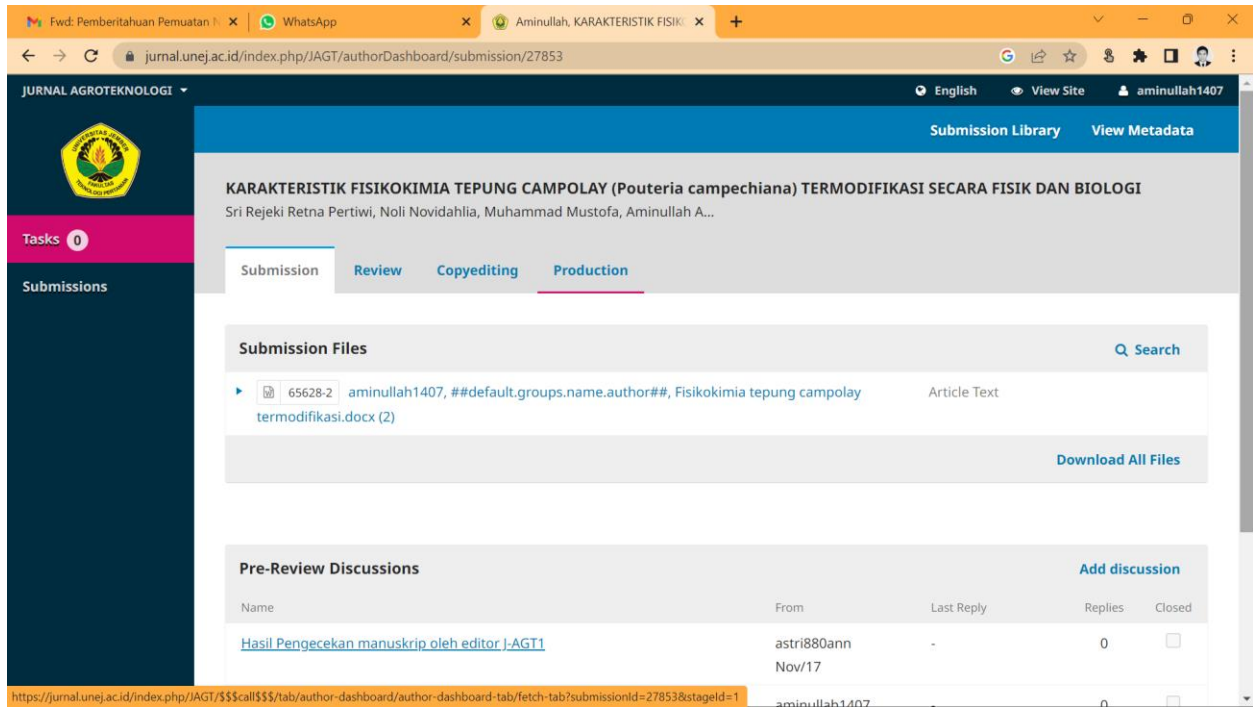 Fwd: Pemberitahuan Pemuatan N
WhatsApp
Aminullah, KARAKTERISTIK FISIK
jurnal.unej.ac.id/index.php/JAGT/authorDashboard/submission/27853
JURNAL AGROTEKNOLOGI
English
View Site
aminullah1407
Submission Library
View Metadata
UNIVERSITAS JEMBER
FAKULTAS
TEKNOLOGI PERTANIAN
KARAKTERISTIK FISIKOKIMIA TEPUNG CAMPOLAY (Pouteria campechiana) TERMODIFIKASI SECARA FISIK DAN BIOLOGI
Sri Rejeki Retna Pertiwi, Noli Novidahlia, Muhammad Mustofa, Aminullah A...
Tasks 0
Submissions
Submission
Review
Copyediting
Production
Submission Files
Search
65628-2 aminullah1407, ##default.groups.name.author##, Fisikokimia tepung campolay
termodifikasi.docx (2)
Article Text
Download All Files
Pre-Review Discussions
Add discussion
Name From Last Reply Replies Closed
Hasil Pengecekan manuskrip oleh editor J-AGT1 astri880ann - 0
Nov/17
aminullah1407 - 0
https://jurnal.unej.ac.id/index.php/JAGT/$$$call$$$/tab/author-dashboard/author-dashboard-tab/fetch-tab?submissionId=27853&stageId=1